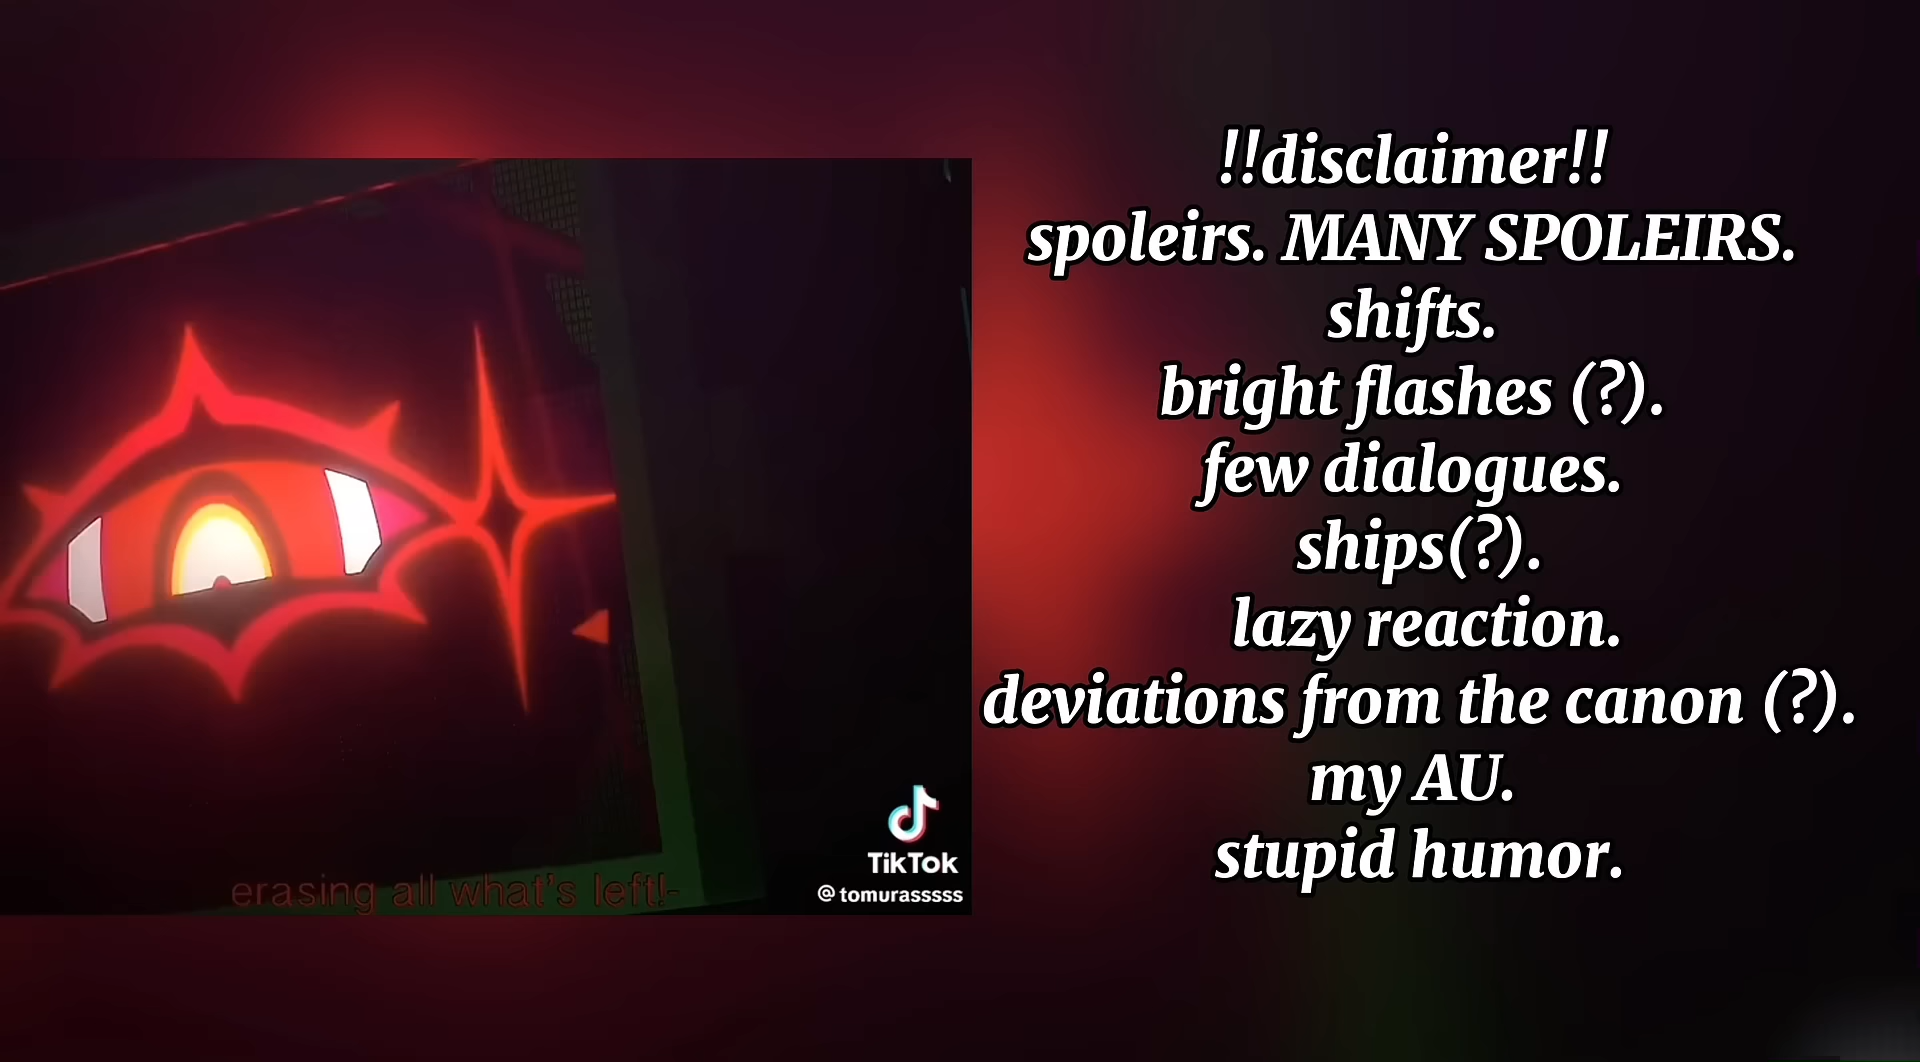 !!disclaimer!!
spoleirs. MANY SPOLEIRS.
shifts.
bright flashes (?).
few dialogues.
ships(?).
lazy reaction.
deviations from the canon (?).
my AU.
stupid humor.
erasing all what's left!-
TikTok
@tomurasssss